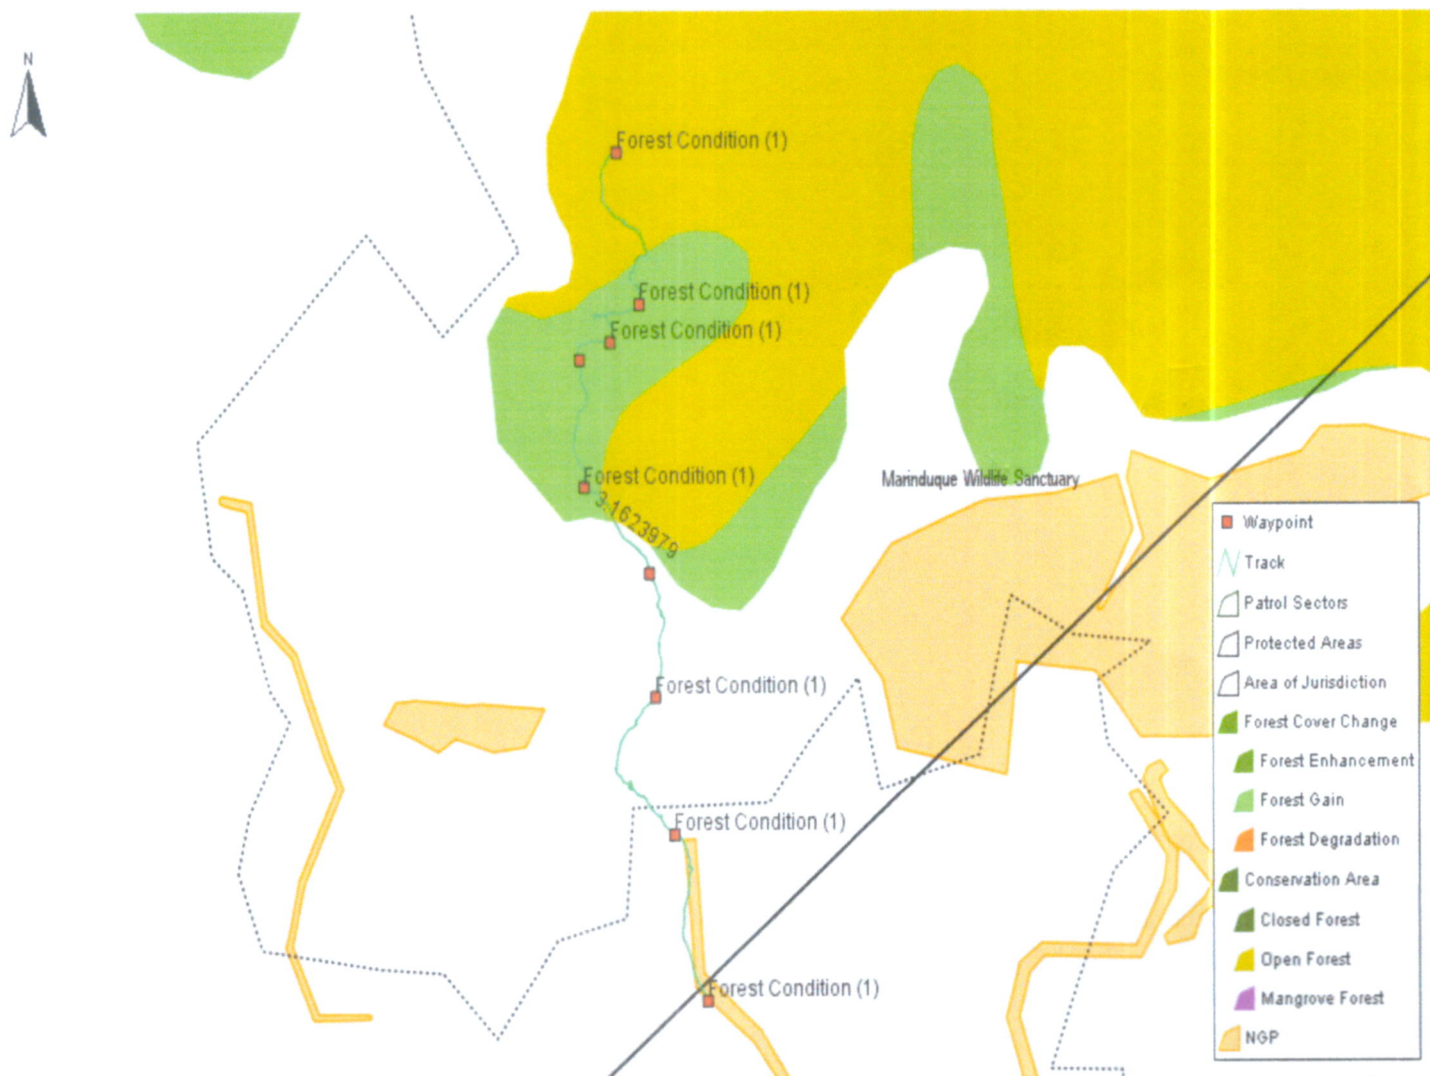 N
Forest Condition (1)
Forest Condition (1)
Forest Condition (1)
Forest Condition (1)
3.1623979
Marinduque Wildlife Sanctuary
Forest Condition (1)
Forest Condition (1)
Forest Condition (1)
Waypoint
Track
Patrol Sectors
Protected Areas
Area of Jurisdiction
Forest Cover Change
Forest Enhancement
Forest Gain
Forest Degradation
Conservation Area
Closed Forest
Open Forest
Mangrove Forest
NGP